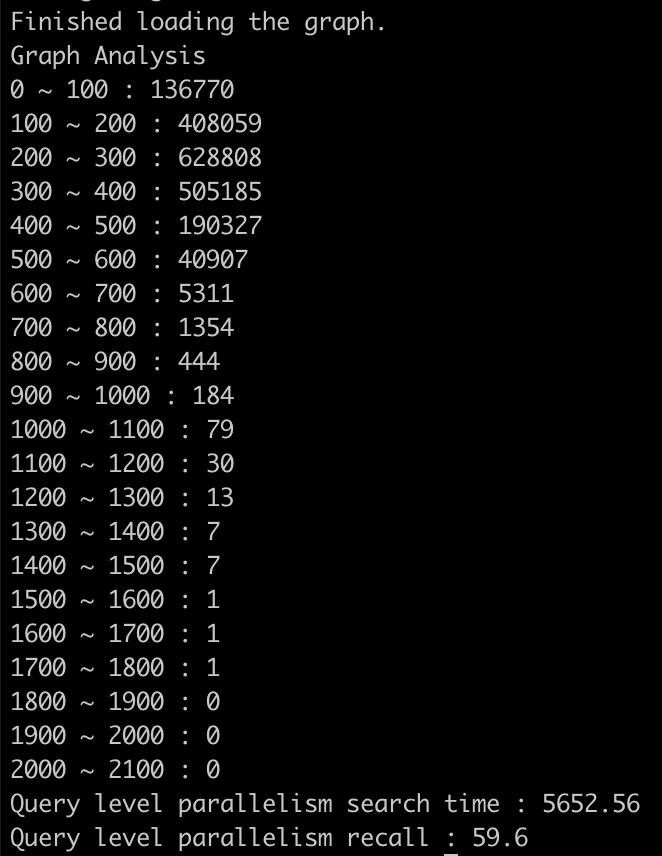 Finished loading the graph.
Graph Analysis
0 ~ 100 : 136770
100 ~ 200 : 408059
200 ~ 300 : 628808
300 ~ 400 : 505185
400 ~ 500 : 190327
500 ~ 600 : 40907
600 ~ 700 : 5311
700 ~ 800 : 1354
800 ~ 900 : 444
900 ~ 1000 : 184
1000 ~ 1100 : 79
1100 ~ 1200 : 30
1200 ~ 1300 : 13
1300 ~ 1400 : 7
1400 ~ 1500 : 7
1500 ~ 1600 : 1
1600 ~ 1700 : 1
1700 ~ 1800 : 1
1800 ~ 1900 : 0
1900 ~ 2000 : 0
2000 ~ 2100 : 0
Query level parallelism search time : 5652.56
Query level parallelism recall : 59.6